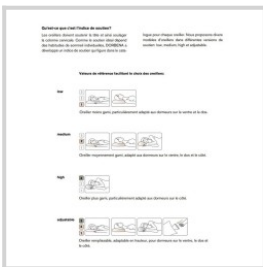 Qu'est-ce que c'est l'indice de soutien?
Les oreillers doivent soutenir la tête et ainsi soulager
la colonne cervicale. Comme le soutien idéal dépend
des habitudes de sommeil individuelles, DORBENA a
développé un indice de soutien qui figure dans le cata-
logue pour chaque oreiller. Nous proposons divers
modèles d'oreillers dans différentes versions de
soutien: low, medium, high et adjustable.
Valeurs de référence facilitant le choix des oreillers:
low
Oreiller moins garni, particulièrement adapté aux dormeurs sur le ventre et le dos.
medium
Oreiller moyennement garni, adapté aux dormeurs sur le ventre, le dos et le côté.
high
Oreiller plus garni, particulièrement adapté aux dormeurs sur le côté.
adjustable
Oreiller remplissable, adaptable en hauteur, pour dormeurs sur le ventre, le dos et
le côté.